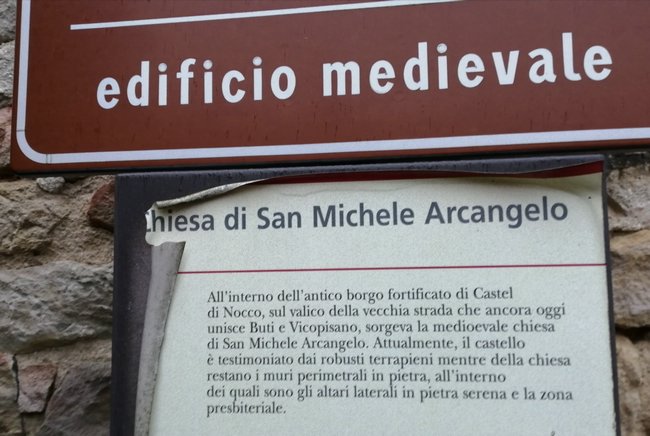 edificio medievale
Chiesa di San Michele Arcangelo
All'interno dell'antico borgo fortificato di Castel
di Nocco, sul valico della vecchia strada che ancora oggi
unisce Buti e Vicopisano, sorgeva la medioevale chiesa
di San Michele Arcangelo. Attualmente, il castello
è testimoniato dai robusti terrapieni mentre della chiesa
restano i muri perimetrali in pietra, all'interno
dei quali sono gli altari laterali in pietra serena e la zona
presbiteriale.